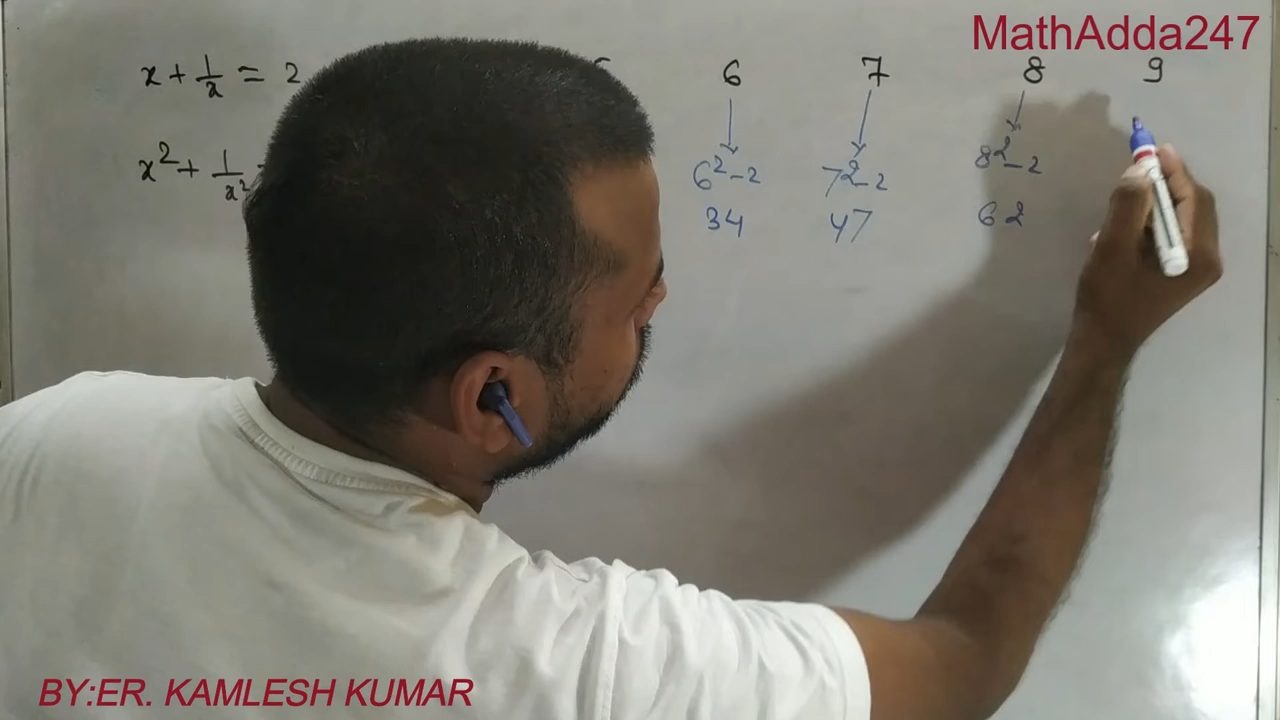 MathAdda247
x + 1/x = 2 6 7 8 9
x² + 1/x² 6²-2 7²-2 8²-2
34 47 62
BY:ER. KAMLESH KUMAR